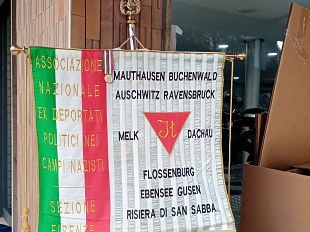 ASSOCIAZIONE
NAZIONALE
EX DEPORTATI
POLITICI NEI
CAMPI NAZISTI
SEZIONE
FIRENZE
MAUTHAUSEN BUCHENWALD
AUSCHWITZ RAVENSBRUCK
It
MELK DACHAU
FLOSSENBURG
EBENSEE GUSEN
RISIERA DI SAN SABBA